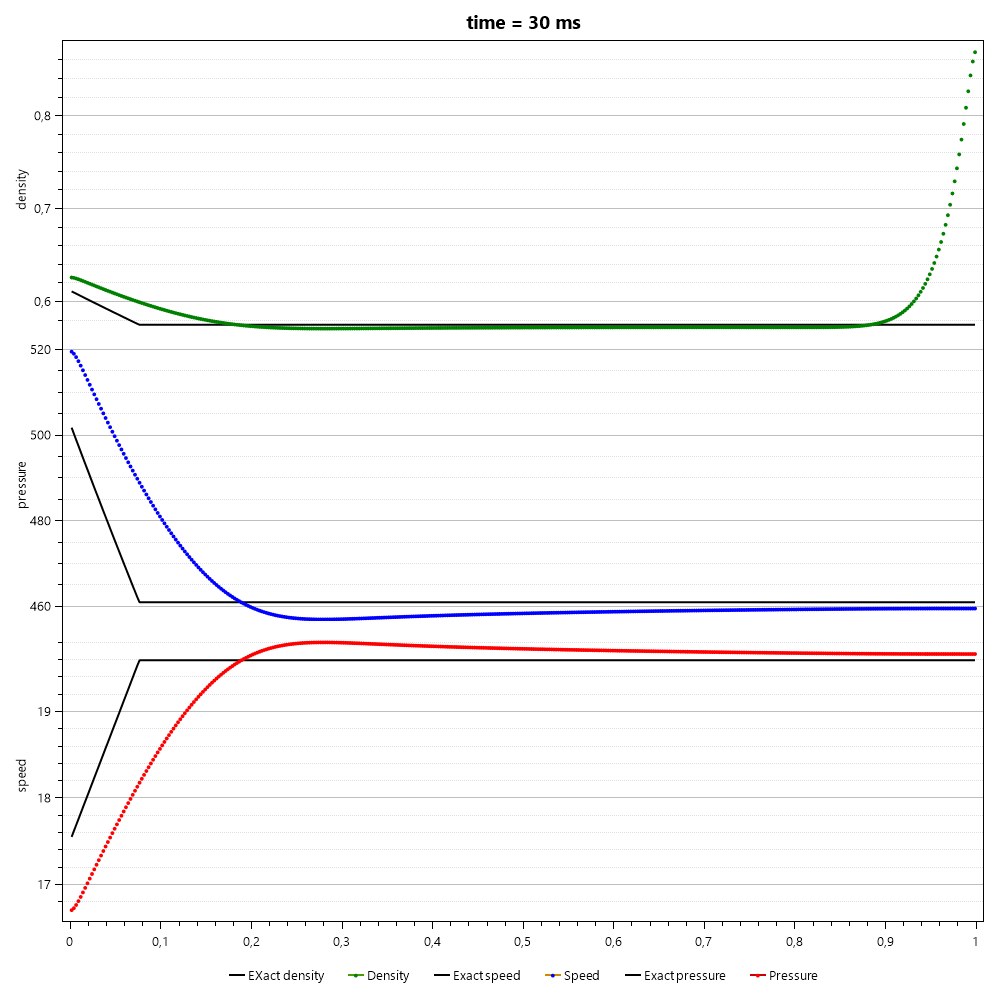 time = 30 ms
density
0,8
0,7
0,6
pressure
520
500
480
460
speed
19
18
17
0 0,1 0,2 0,3 0,4 0,5 0,6 0,7 0,8 0,9 1
EXact density Density Exact speed Speed Exact pressure Pressure